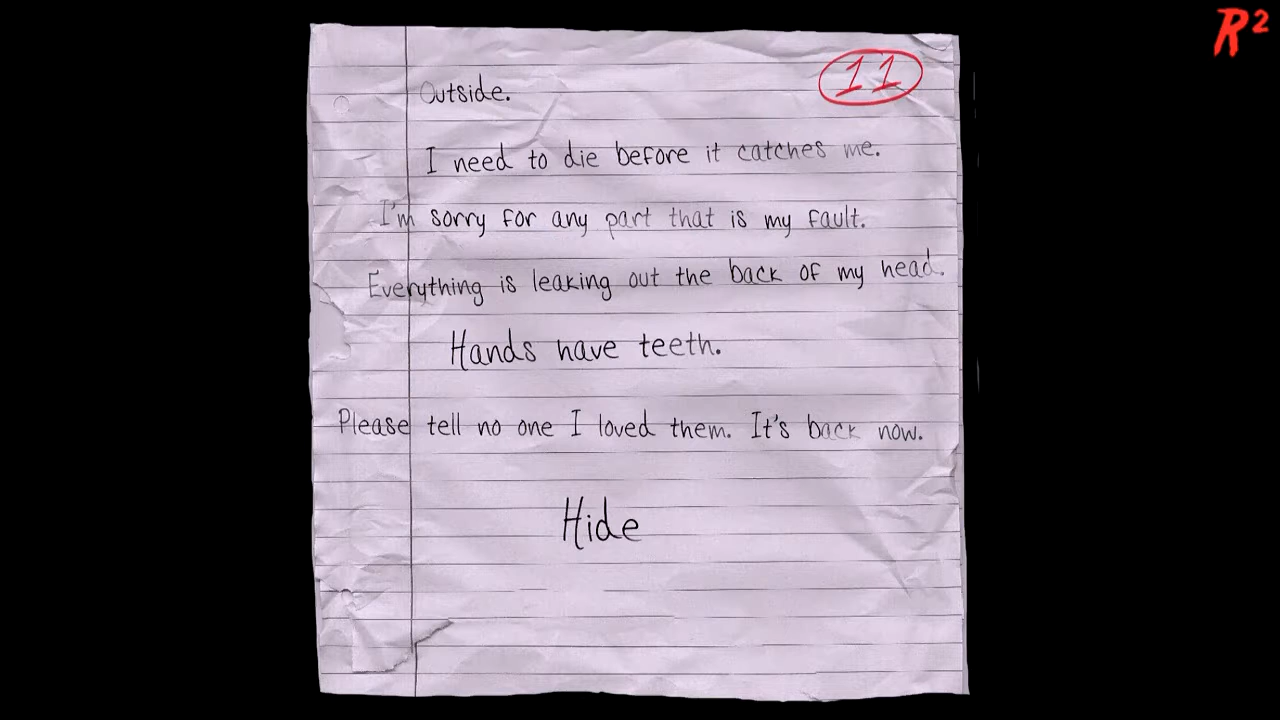 R²
11
Outside.
I need to die before it catches me.
I'm sorry for any part that is my fault.
Everything is leaking out the back of my head.
Hands have teeth.
Please tell no one I loved them. It's back now.
Hide